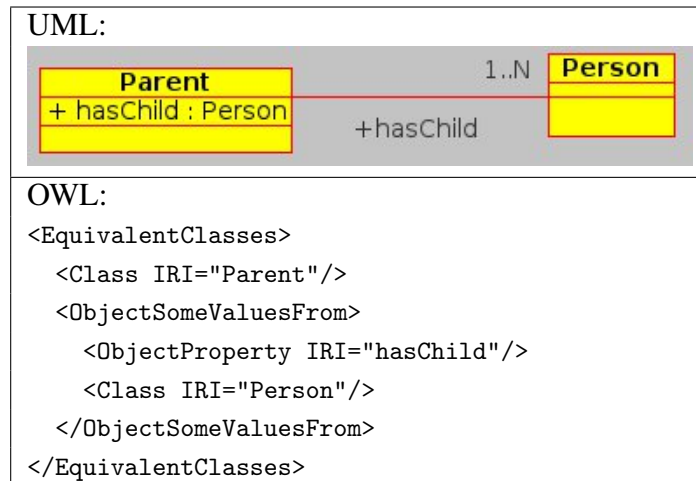 UML:
Parent
+ hasChild : Person
1..N
Person
+hasChild
OWL:
<EquivalentClasses>
  <Class IRI="Parent"/>
  <ObjectSomeValuesFrom>
    <ObjectProperty IRI="hasChild"/>
    <Class IRI="Person"/>
  </ObjectSomeValuesFrom>
</EquivalentClasses>